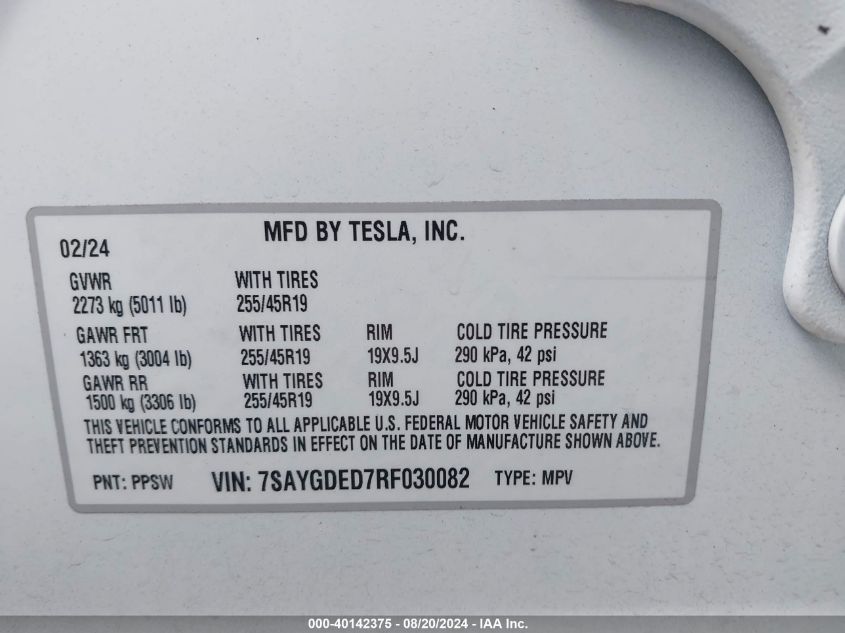 MFD BY TESLA, INC.
02/24
GVWR WITH TIRES
2273 kg (5011 lb) 255/45R19
GAWR FRT WITH TIRES RIM COLD TIRE PRESSURE
1363 kg (3004 lb) 255/45R19 19X9.5J 290 kPa, 42 psi
GAWR RR WITH TIRES RIM COLD TIRE PRESSURE
1500 kg (3306 lb) 255/45R19 19X9.5J 290 kPa, 42 psi
THIS VEHICLE CONFORMS TO ALL APPLICABLE U.S. FEDERAL MOTOR VEHICLE SAFETY AND
THEFT PREVENTION STANDARDS IN EFFECT ON THE DATE OF MANUFACTURE SHOWN ABOVE.
PNT: PPSW VIN: 7SAYGDED7RF030082 TYPE: MPV
000-40142375 - 08/20/2024 - IAA Inc.